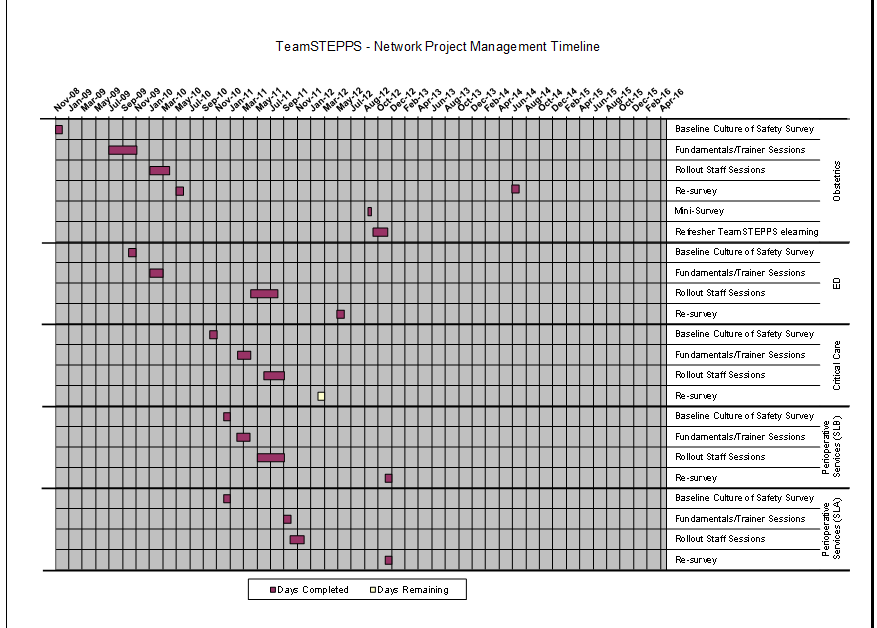 TeamSTEPPS - Network Project Management Timeline
Nov-08
Jan-09
Mar-09
May-09
Jul-09
Sep-09
Nov-09
Jan-10
Mar-10
May-10
Jul-10
Sep-10
Nov-10
Jan-11
Mar-11
May-11
Jul-11
Sep-11
Nov-11
Jan-12
Mar-12
May-12
Jul-12
Aug-12
Oct-12
Dec-12
Feb-13
Apr-13
Jun-13
Aug-13
Oct-13
Dec-13
Feb-14
Apr-14
Jun-14
Aug-14
Oct-14
Dec-14
Feb-15
Apr-15
Jun-15
Aug-15
Oct-15
Dec-15
Feb-16
Apr-16
Baseline Culture of Safety Survey
Fundamentals/Trainer Sessions
Rollout Staff Sessions
Re-survey
Mini-Survey
Refresher TeamSTEPPS elearning
Obstetrics
Baseline Culture of Safety Survey
Fundamentals/Trainer Sessions
Rollout Staff Sessions
Re-survey
ED
Baseline Culture of Safety Survey
Fundamentals/Trainer Sessions
Rollout Staff Sessions
Re-survey
Critical Care
Baseline Culture of Safety Survey
Fundamentals/Trainer Sessions
Rollout Staff Sessions
Re-survey
Perioperative
Services (SLB)
Baseline Culture of Safety Survey
Fundamentals/Trainer Sessions
Rollout Staff Sessions
Re-survey
Perioperative
Services (SLA)
Days Completed
Days Remaining